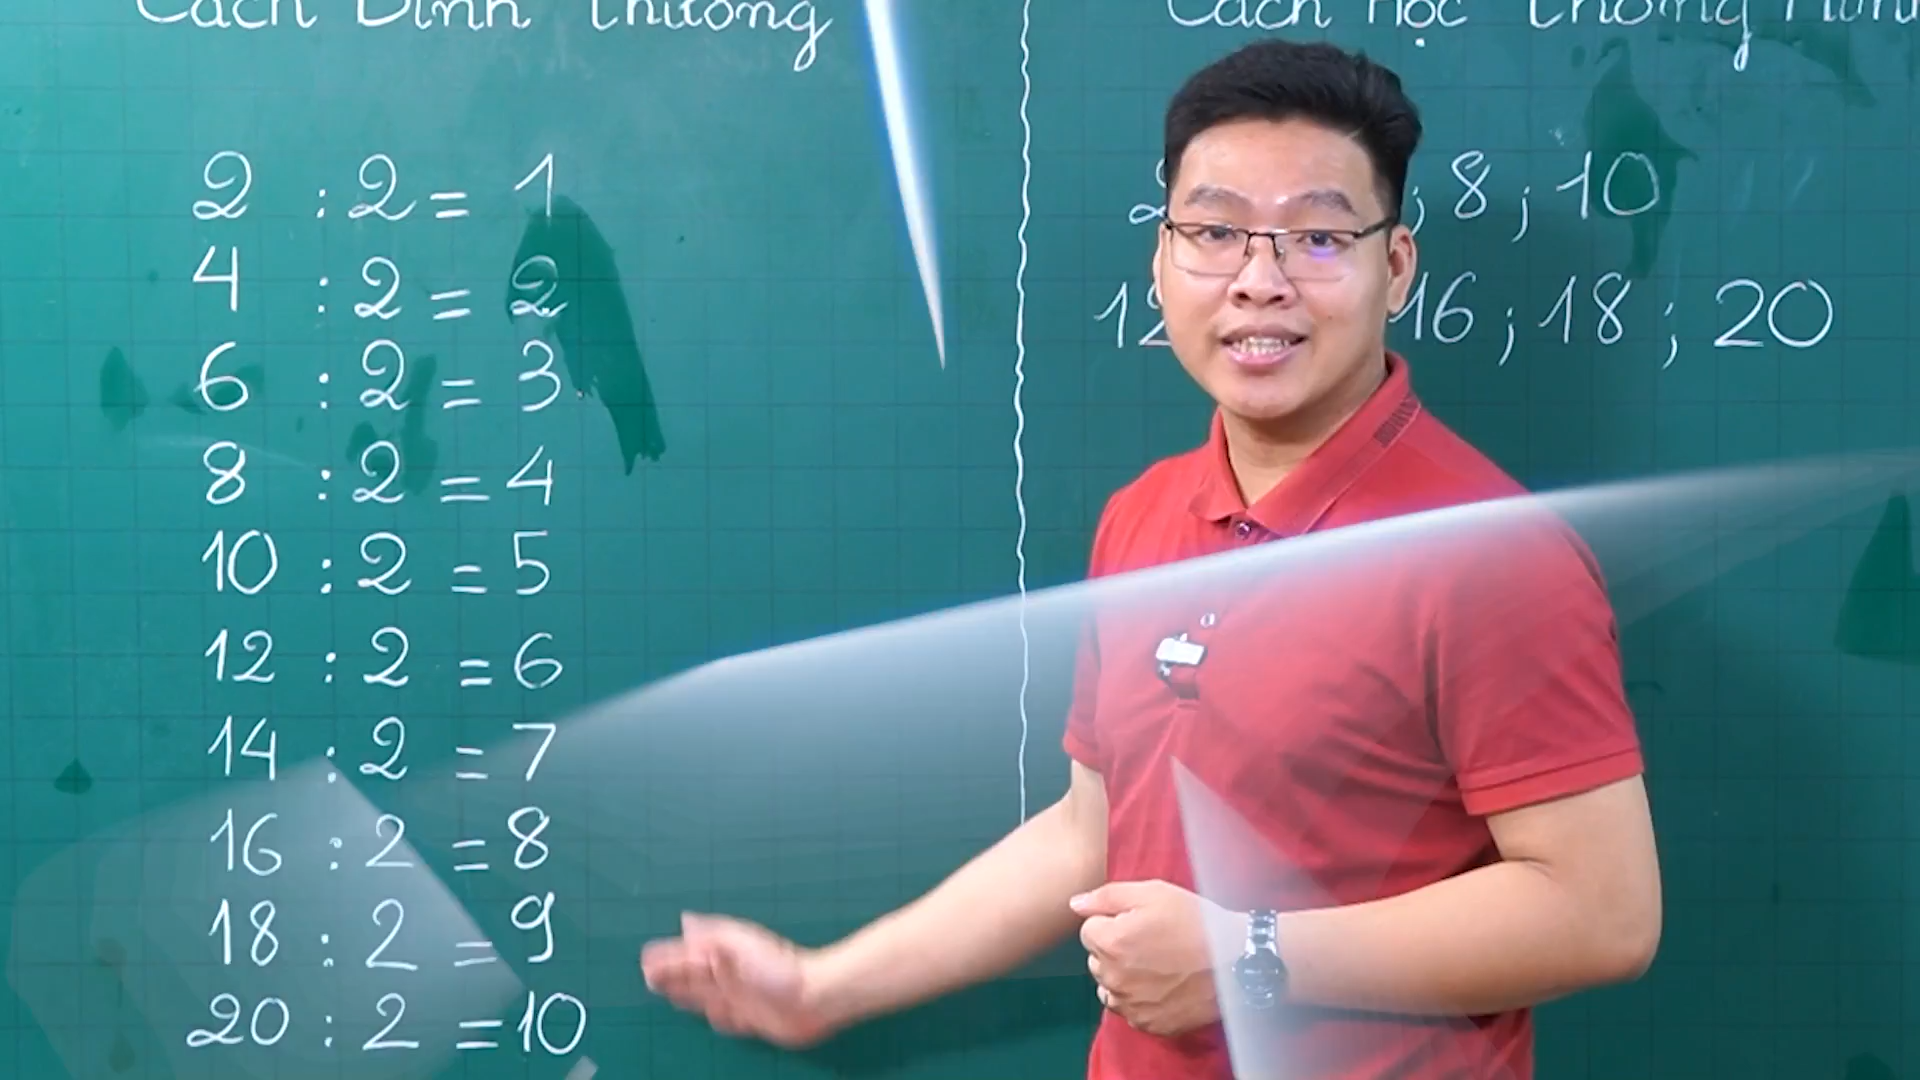 Cách Bình Thường
2 : 2 = 1
4 : 2 = 2
6 : 2 = 3
8 : 2 = 4
10 : 2 = 5
12 : 2 = 6
14 : 2 = 7
16 : 2 = 8
18 : 2 = 9
20 : 2 = 10
Cách Học Thông
; 8 ; 10
12 16 ; 18 ; 20